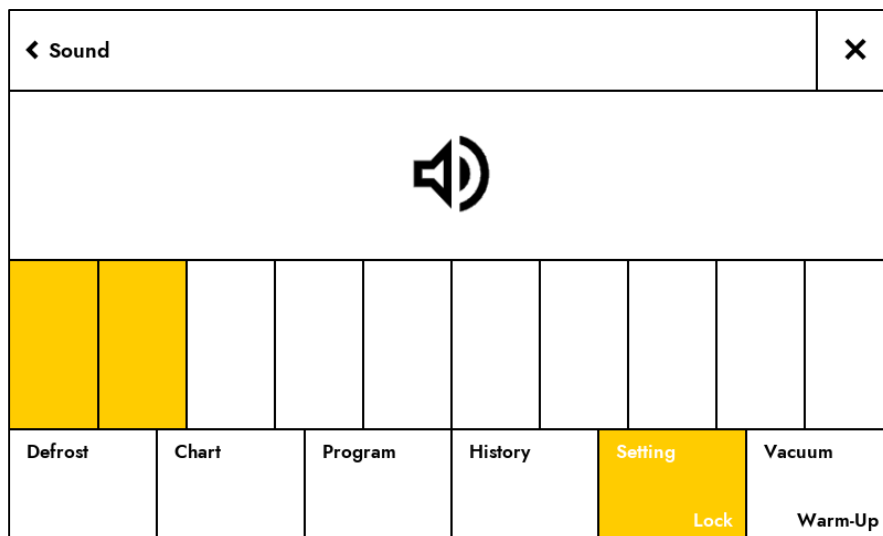 Sound
Defrost
Chart
Program
History
Setting
Lock
Vacuum
Warm-Up